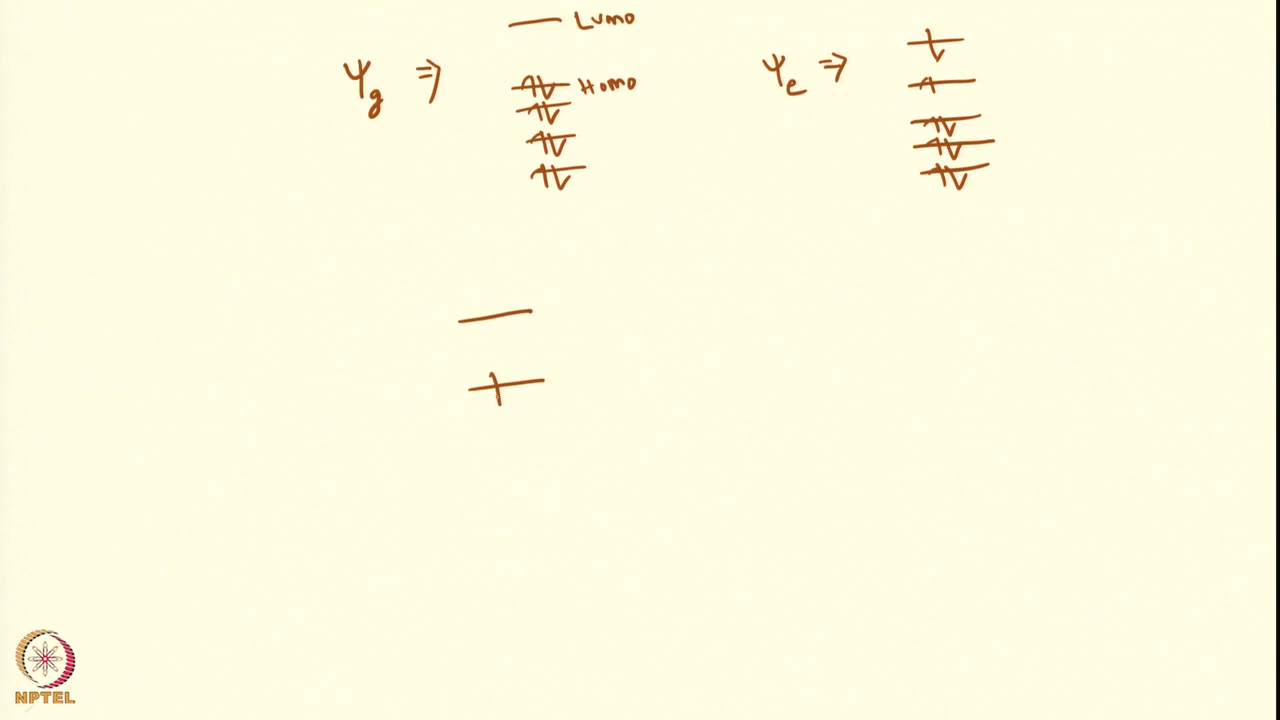 Lumo
Ψg ⇒
Homo
Ψe ⇒
NPTEL